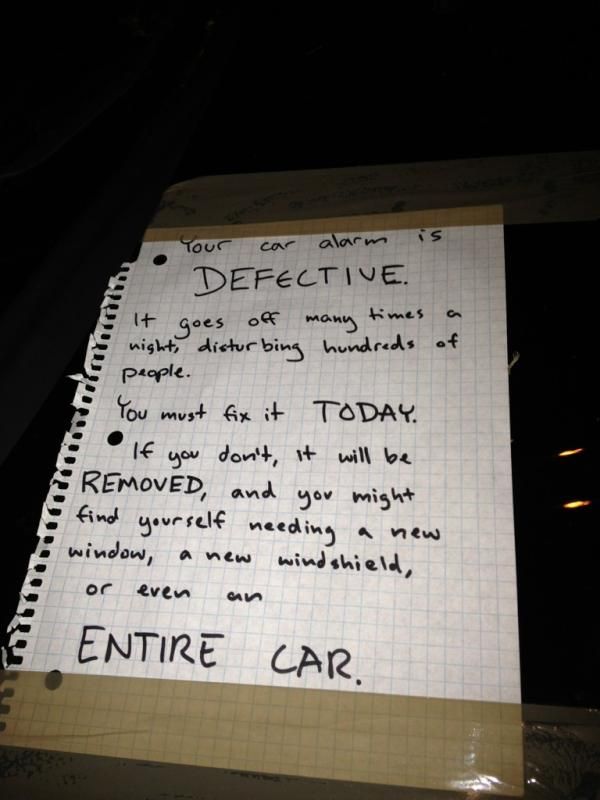 Your car alarm is
DEFECTIVE.
It goes off many times a
night, disturbing hundreds of
people.
You must fix it TODAY.
If you don't, it will be
REMOVED, and you might
find yourself needing a new
window, a new windshield,
or even an
ENTIRE CAR.